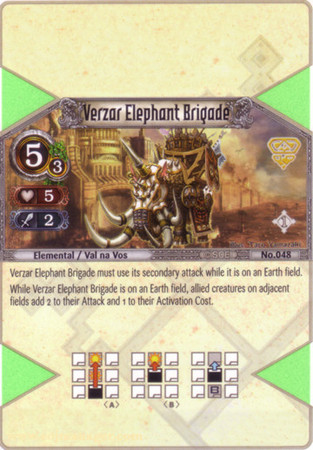 Verzar Elephant Brigade
5
3
5
2
Elemental / Val na Vos
No.048
Verzar Elephant Brigade must use its secondary attack while it is on an Earth field.
While Verzar Elephant Brigade is on an Earth field, allied creatures on adjacent
fields add 2 to their Attack and 1 to their Activation Cost.
B
<A>
<B>